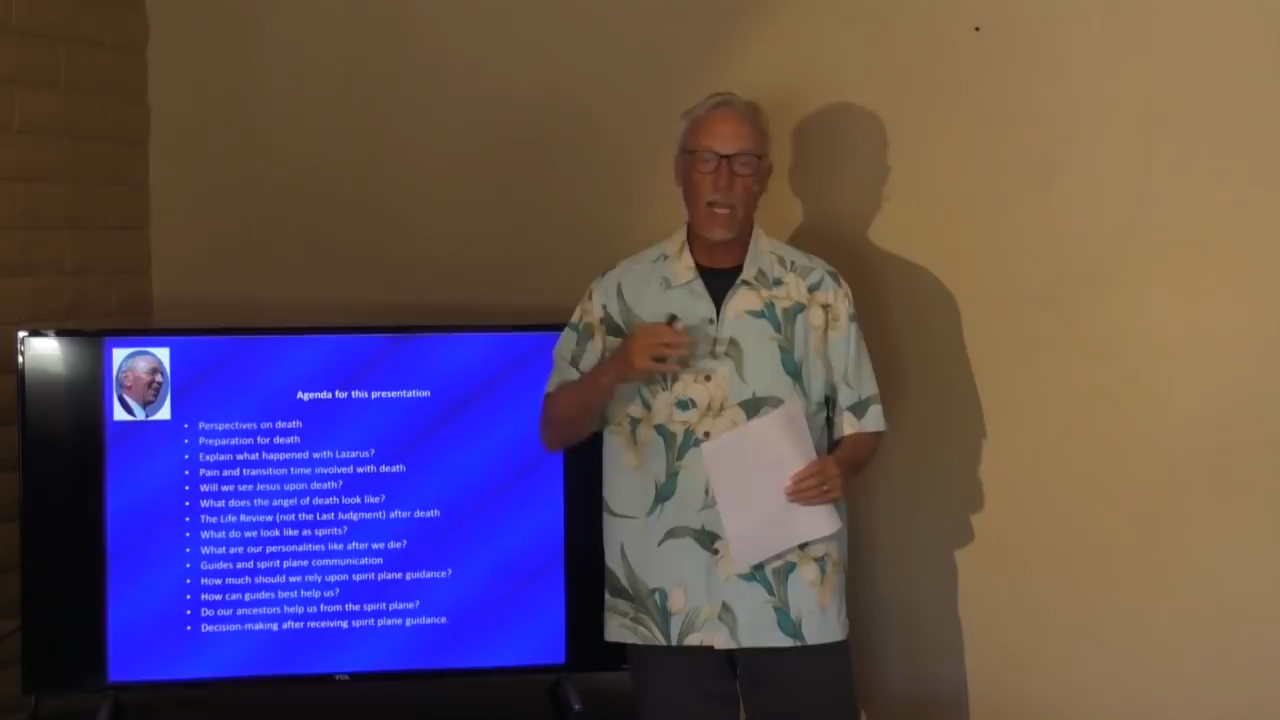 Agenda for this presentation
• Perspectives on death
• Preparation for death
• Explain what happened with Lazarus?
• Pain and transition time involved with death
• Will we see Jesus upon death?
• What does the angel of death look like?
• The Life Review (not the Last Judgment) after death
• What do we look like as spirits?
• What are our personalities like after we die?
• Guides and spirit plane communication
• How much should we rely upon spirit plane guidance?
• How can guides best help us?
• Do our ancestors help us from the spirit plane?
• Decision-making after receiving spirit plane guidance.
TCL